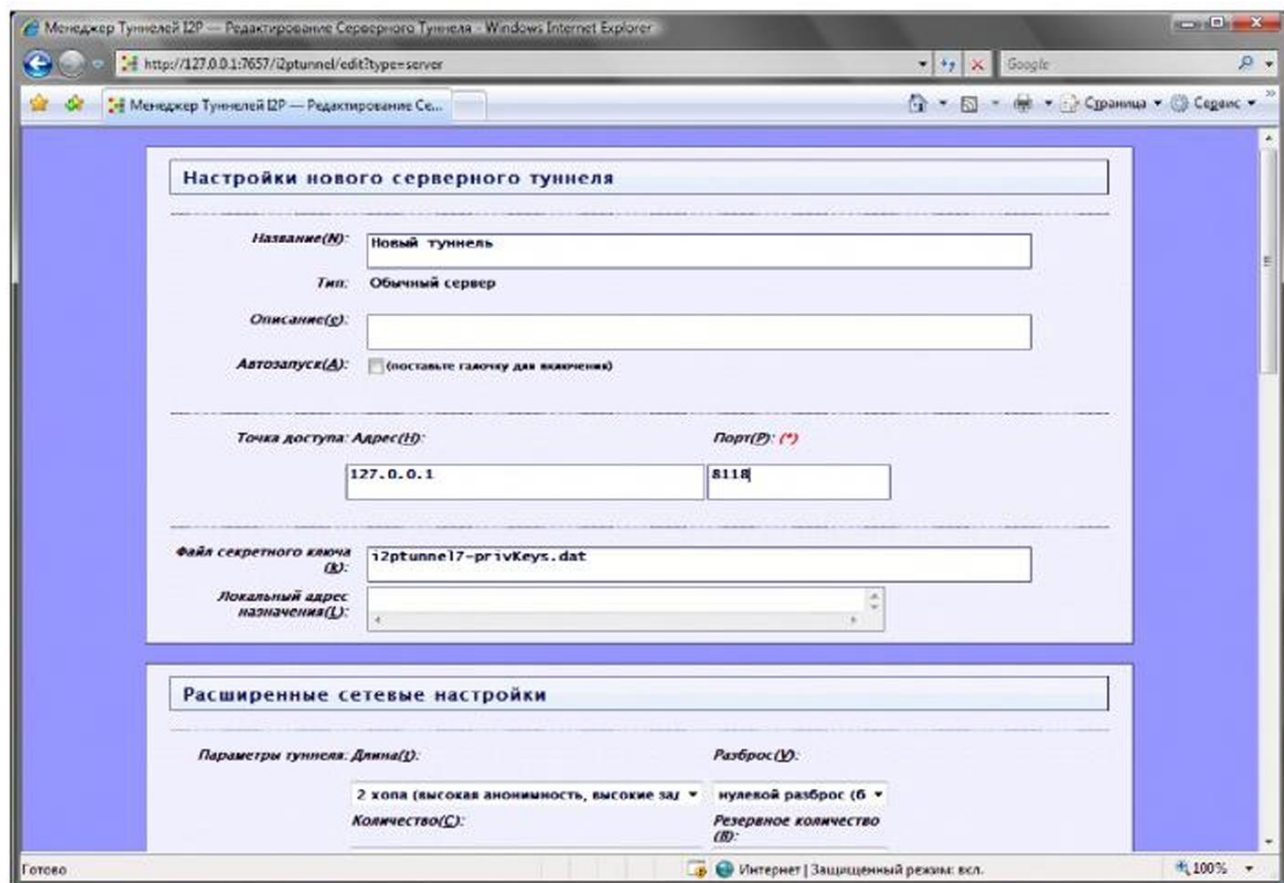 Менеджер Туннелей I2P — Редактирование Серверного Туннеля - Windows Internet Explorer
http://127.0.0.1:7657/i2ptunnel/edit?type=server
Google
Менеджер Туннелей I2P — Редактирование Се...
Страница
Сервис
Настройки нового серверного туннеля
Название(N):
Новый туннель
Тип:
Обычный сервер
Описание(e):
Автозапуск(A):
(поставьте галочку для включения)
Точка доступа: Адрес(H):
Порт(P): (*)
127.0.0.1
8118
Файл секретного ключа
(k):
i2ptunnel7-privKeys.dat
Локальный адрес
назначения(L):
Расширенные сетевые настройки
Параметры туннеля: Длина(t):
Разброс(V):
2 хопа (высокая анонимность, высокие зад
нулевой разброс (б
Количество(C):
Резервное количество
(R):
Готово
Интернет | Защищенный режим: вкл.
100%